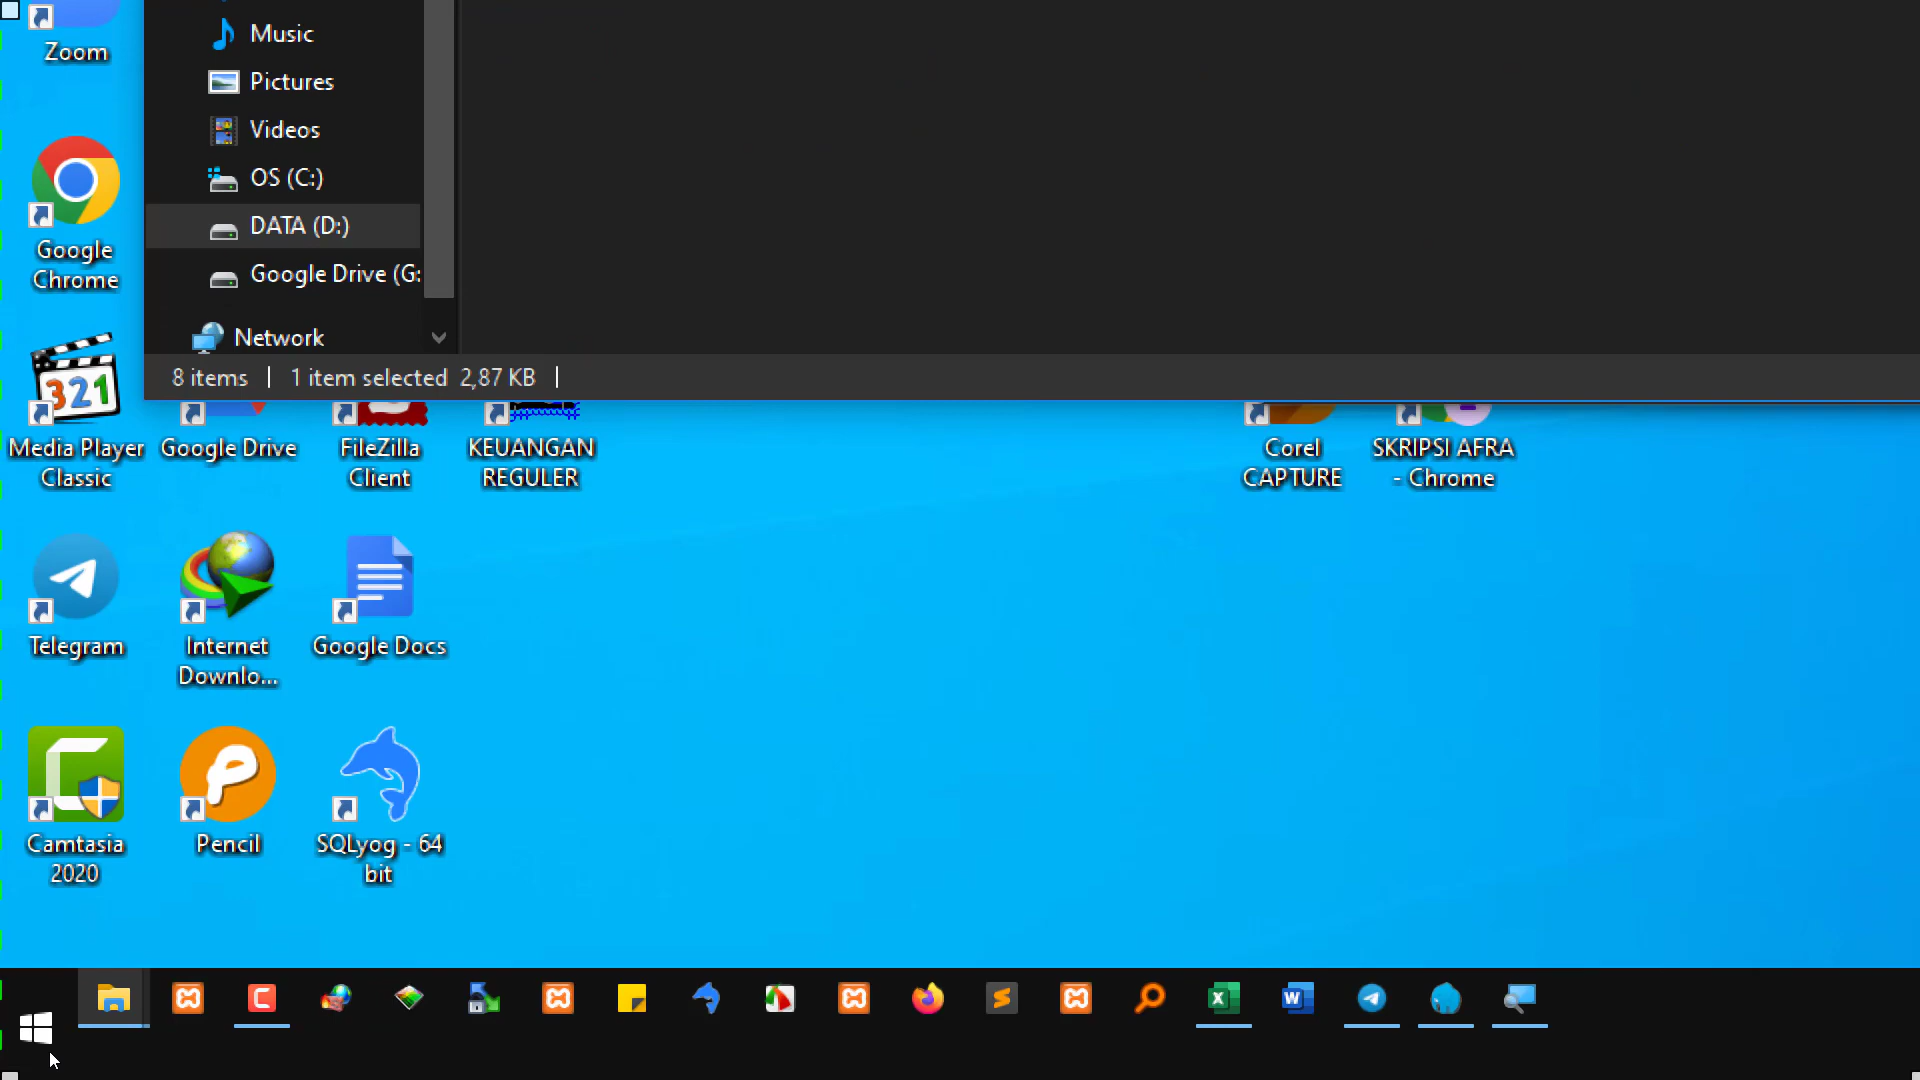 Zoom
Music
Pictures
Videos
OS (C:)
DATA (D:)
Google Drive (G:
Network
8 items | 1 item selected 2,87 KB |
Google
Chrome
321
Media Player
Classic
Google Drive
FileZilla
Client
KEUANGAN
REGULER
Corel
CAPTURE
SKRIPSI AFRA
- Chrome
Telegram
Internet
Downlo...
Google Docs
Camtasia
2020
Pencil
SQLyog - 64
bit